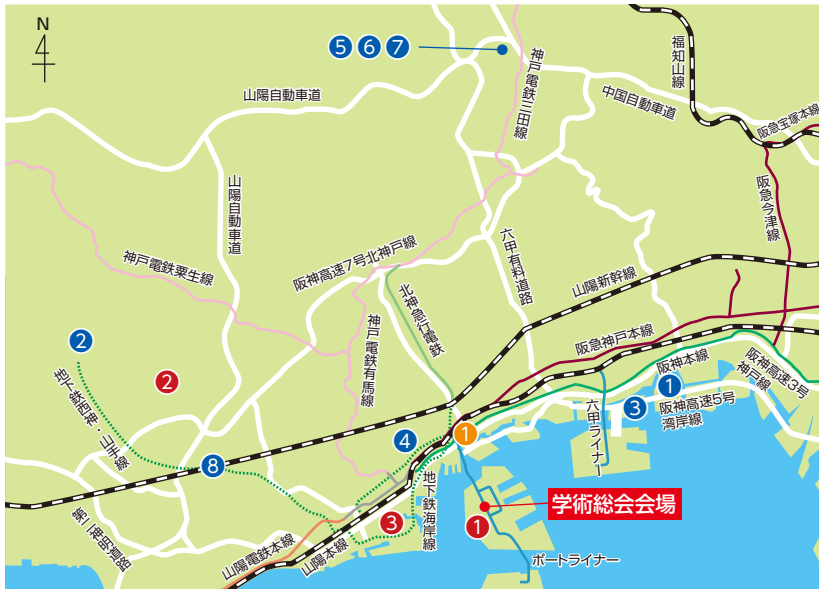 N
5 6 7
神戸電鉄三田線
福知山線
山陽自動車道
中国自動車道
阪急宝塚本線
山陽自動車道
阪急今津線
神戸電鉄粟生線
阪神高速7号北神戸線
六甲有料道路
山陽新幹線
北神急行電鉄
2
神戸電鉄有馬線
阪急神戸本線
阪神本線
阪神高速3号
神戸線
地下鉄西神・山手線
2
1
3
阪神高速5号
湾岸線
六甲ライナー
4
1
8
地下鉄海岸線
学術総会会場
3
1
第二神明道路
山陽電鉄本線
山陽本線
ポートライナー